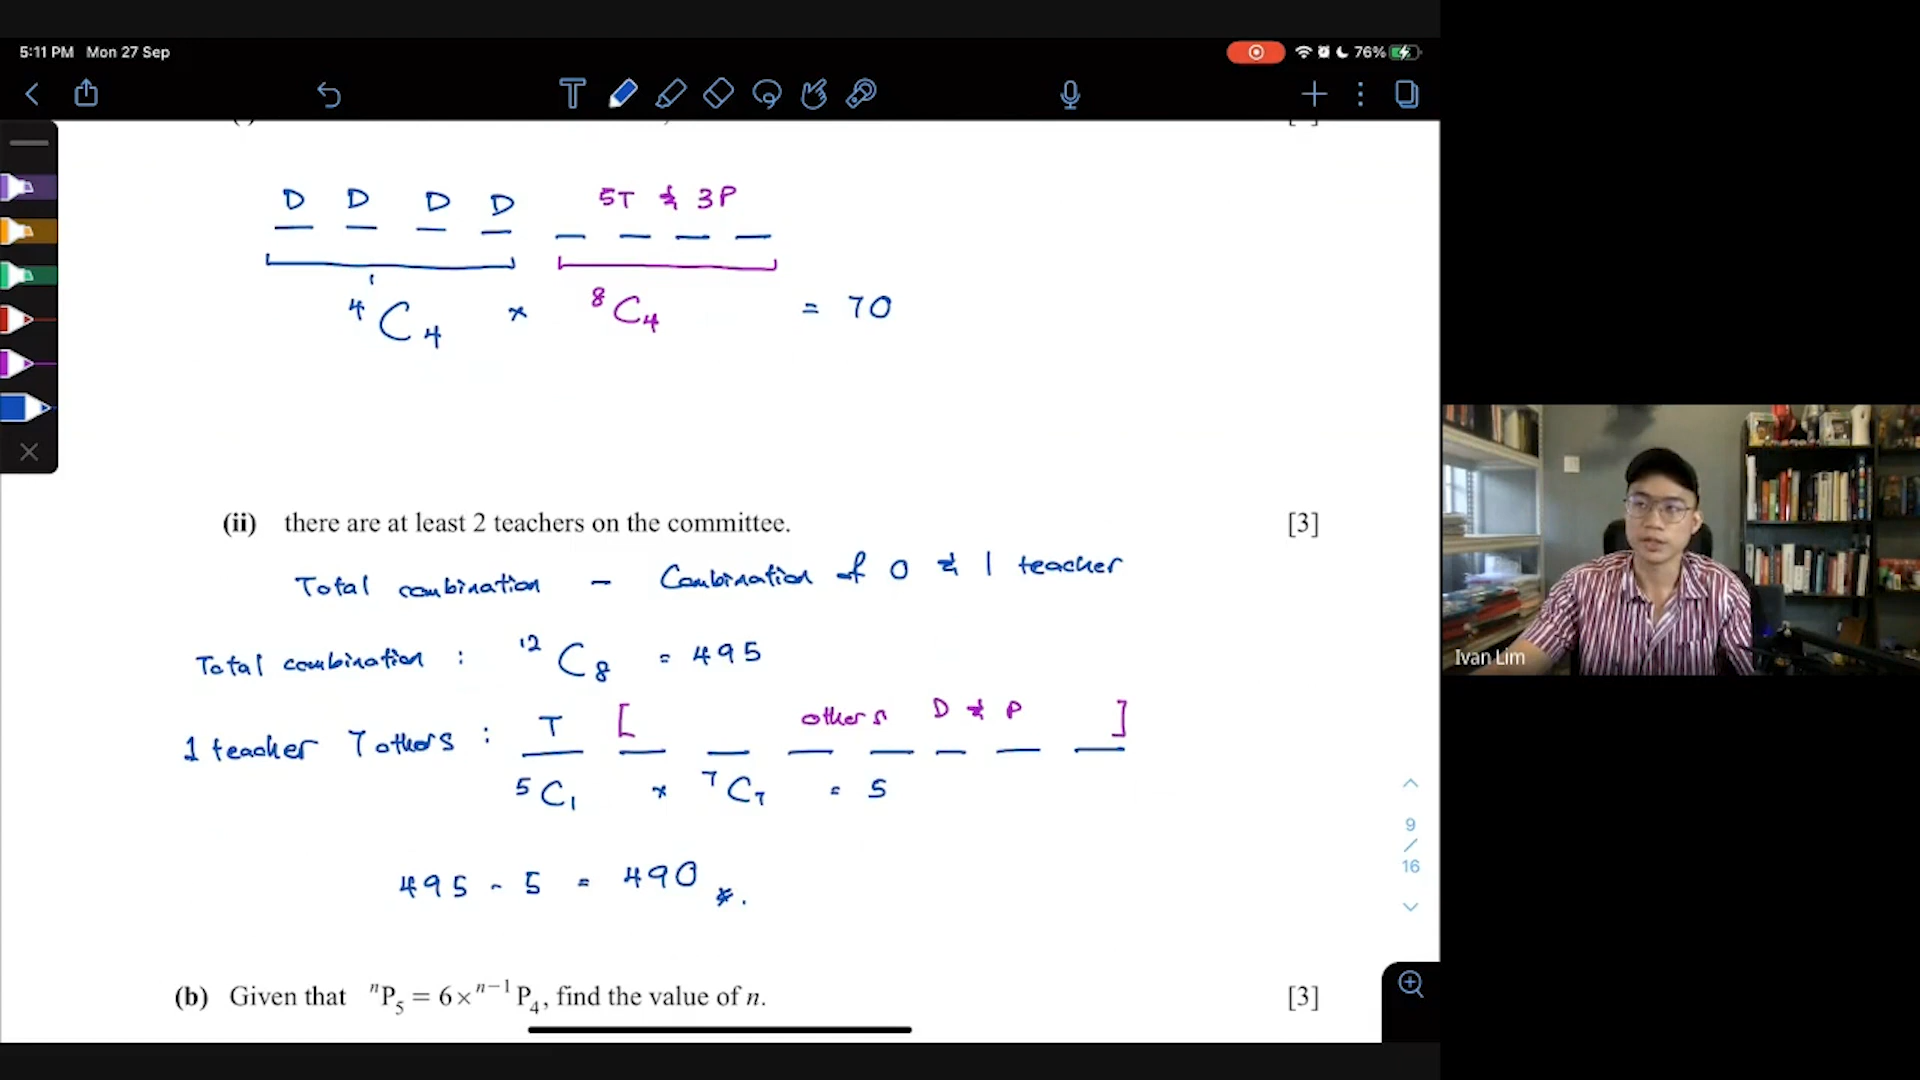 5:11 PM Mon 27 Sep
76%
D D D D 5T & 3P
⁴C₄ × ⁸C₄ = 70
(ii) there are at least 2 teachers on the committee. [3]
Total combination - Combination of 0 & 1 teacher
Total combination : ¹²C₈ = 495
1 teacher 7 others : T [ others D & P ]
⁵C₁ × ⁷C₇ = 5
495 - 5 = 490
(b) Given that ⁿP₅ = 6 × ⁿ⁻¹P₄, find the value of n. [3]
9
/
16
Ivan Lim